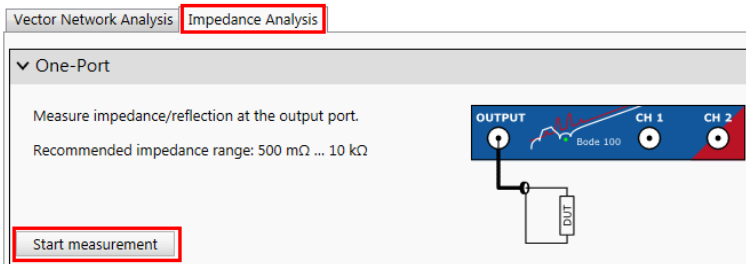 Vector Network Analysis Impedance Analysis
One-Port
Measure impedance/reflection at the output port.
Recommended impedance range: 500 mΩ ... 10 kΩ
OUTPUT CH 1 CH 2
Bode 100
DUT
Start measurement